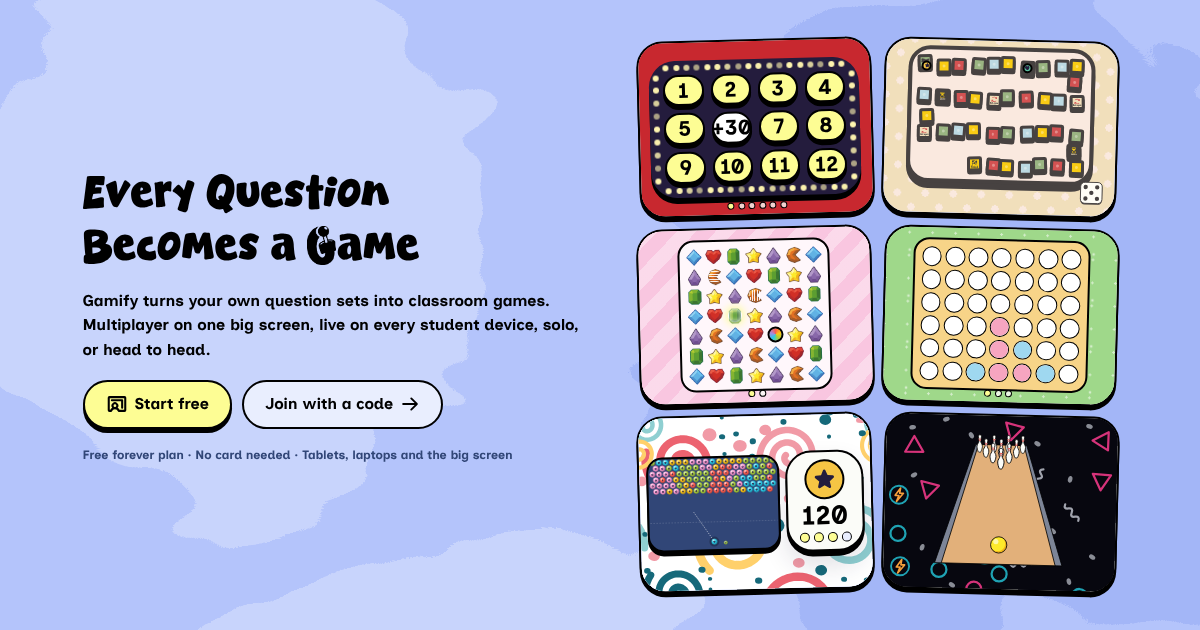 Every Question
Becomes a Game
Gamify turns your own question sets into classroom games.
Multiplayer on one big screen, live on every student device, solo,
or head to head.
Start free
Join with a code →
Free forever plan · No card needed · Tablets, laptops and the big screen
1 2 3 4
5 +30 7 8
9 10 11 12
120